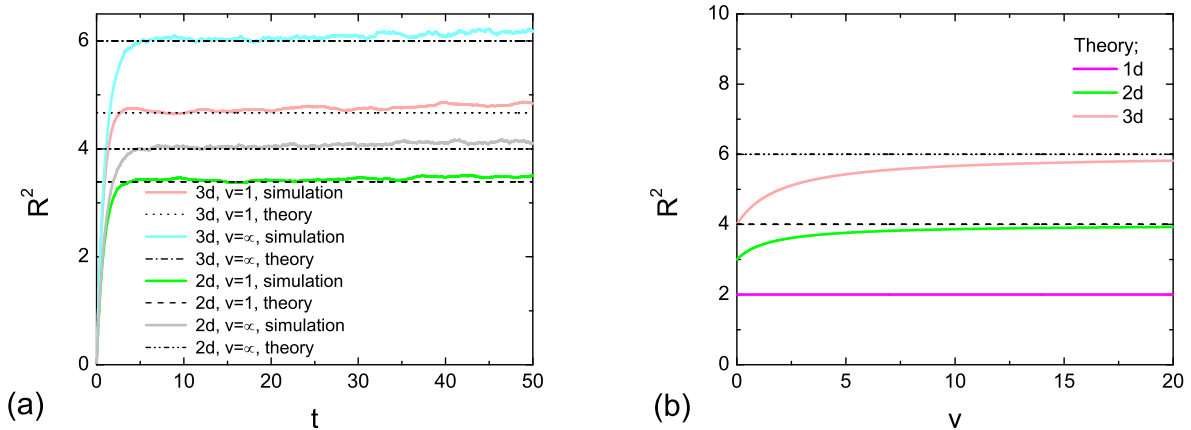 6
4
2
0
R²
3d, v=1, simulation
3d, v=1, theory
3d, v=∝, simulation
3d, v=∝, theory
2d, v=1, simulation
2d, v=1, theory
2d, v=∝, simulation
2d, v=∝, theory
0 10 20 30 40 50
(a)
t
10
8
6
4
2
0
R²
Theory;
1d
2d
3d
0 5 10 15 20
(b)
v